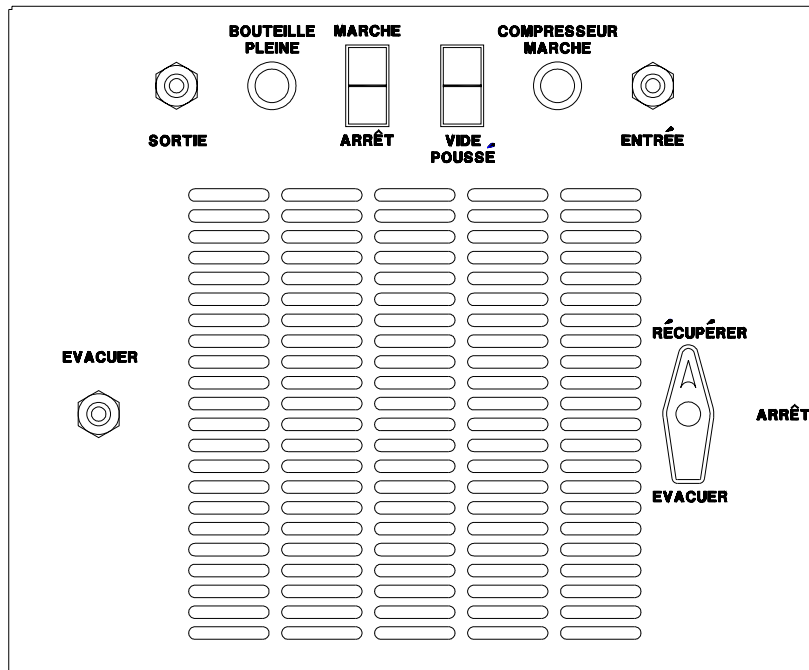 BOUTEILLE
PLEINE
MARCHE
COMPRESSEUR
MARCHE
SORTIE
ARRÊT
VIDE
POUSSÉ
ENTRÉE
RÉCUPÉRER
EVACUER
ARRÊT
EVACUER